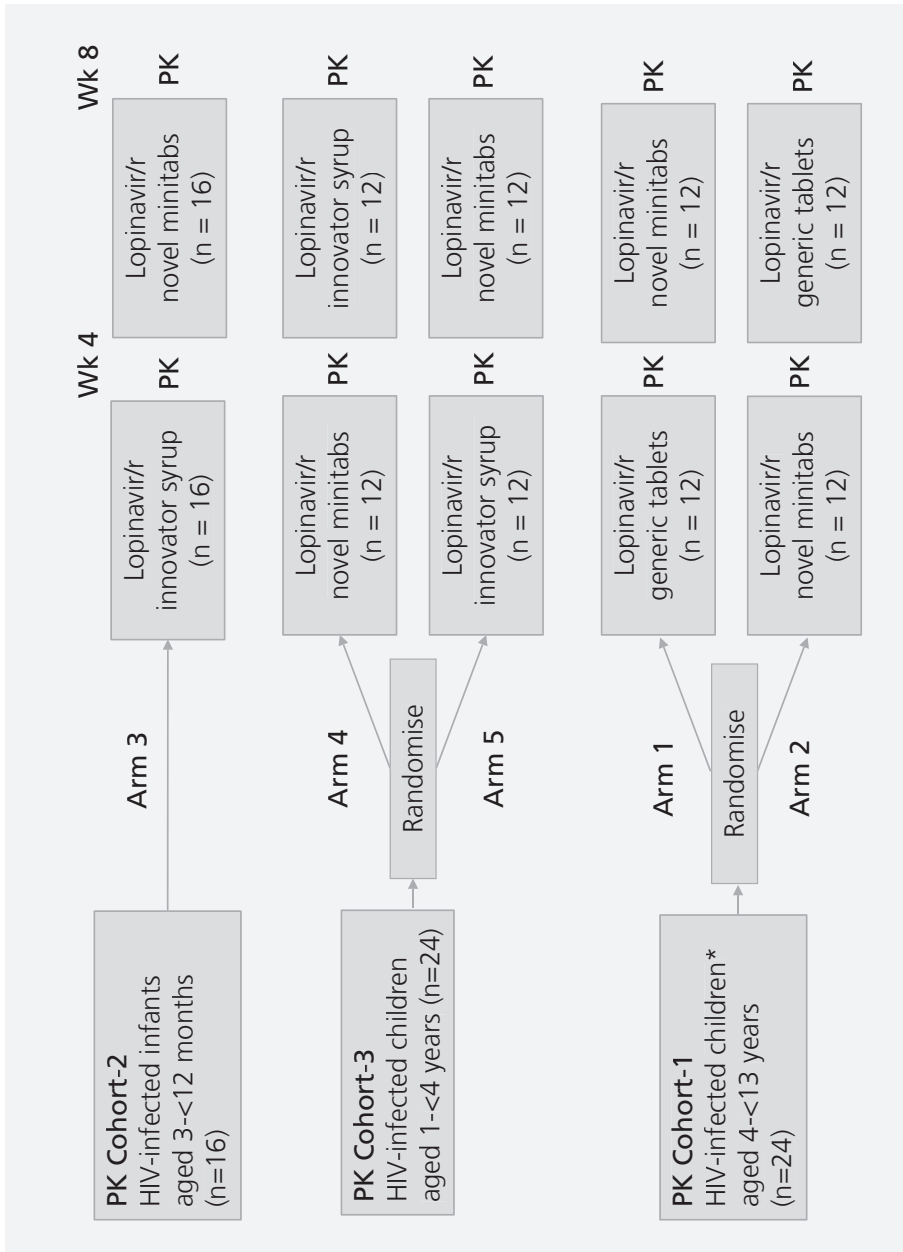 Wk 4
Wk 8
PK Cohort-2
HIV-infected infants
aged 3-<12 months
(n=16)
Arm 3
Lopinavir/r
innovator syrup
(n = 16)
PK
Lopinavir/r
novel minitabs
(n = 16)
PK
PK Cohort-3
HIV-infected children
aged 1-<4 years (n=24)
Randomise
Arm 4
Lopinavir/r
novel minitabs
(n = 12)
PK
Lopinavir/r
innovator syrup
(n = 12)
PK
Arm 5
Lopinavir/r
innovator syrup
(n = 12)
PK
Lopinavir/r
novel minitabs
(n = 12)
PK
PK Cohort-1
HIV-infected children*
aged 4-<13 years
(n=24)
Randomise
Arm 1
Lopinavir/r
generic tablets
(n = 12)
PK
Lopinavir/r
novel minitabs
(n = 12)
PK
Arm 2
Lopinavir/r
novel minitabs
(n = 12)
PK
Lopinavir/r
generic tablets
(n = 12)
PK